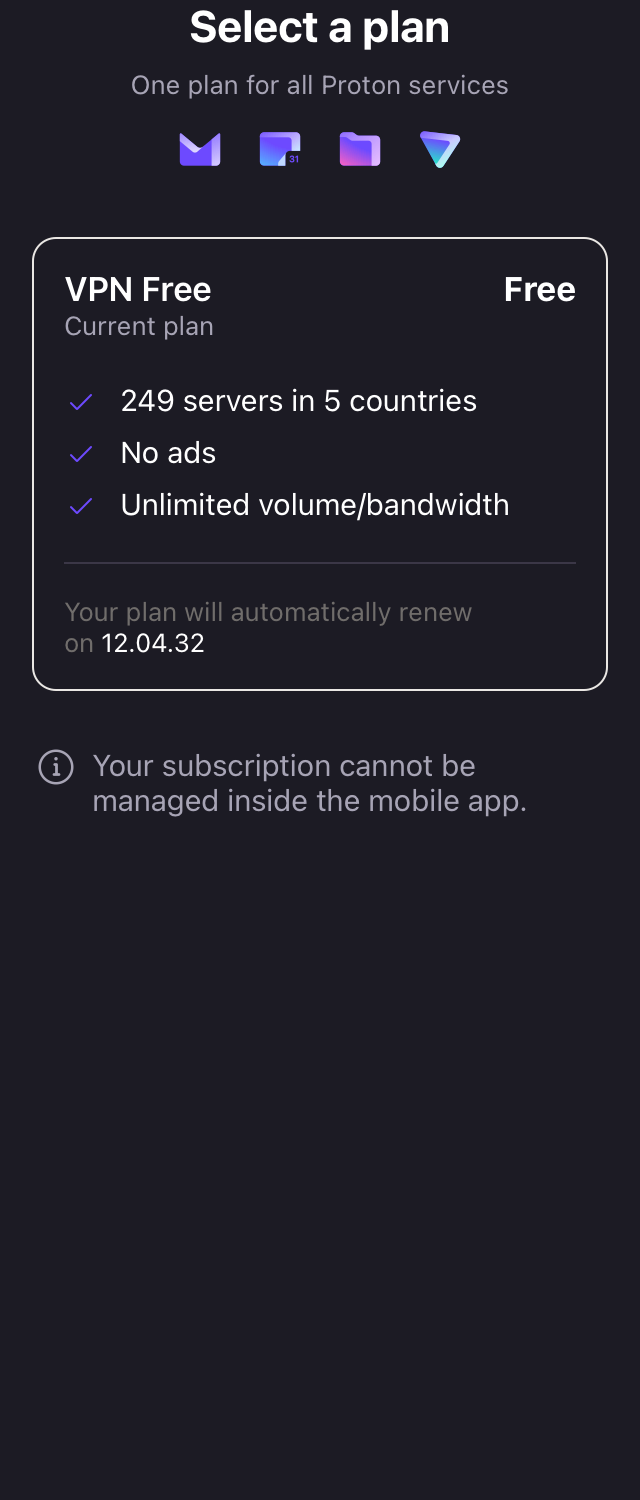 Select a plan
One plan for all Proton services
31
VPN Free
Free
Current plan
249 servers in 5 countries
No ads
Unlimited volume/bandwidth
Your plan will automatically renew
on 12.04.32
Your subscription cannot be
managed inside the mobile app.